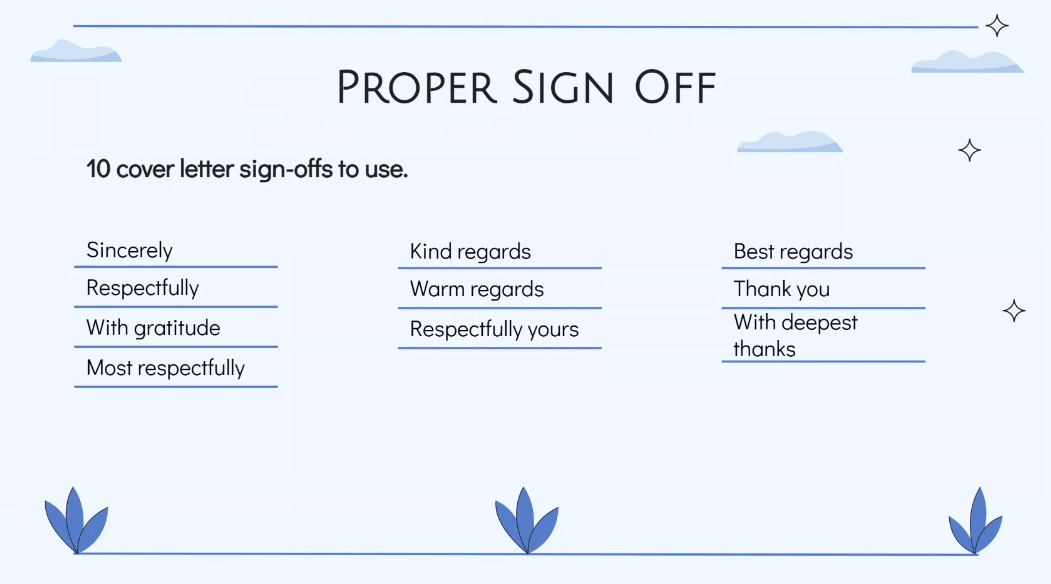 Proper Sign Off
10 cover letter sign-offs to use.
Sincerely
Respectfully
With gratitude
Most respectfully
Kind regards
Warm regards
Respectfully yours
Best regards
Thank you
With deepest
thanks